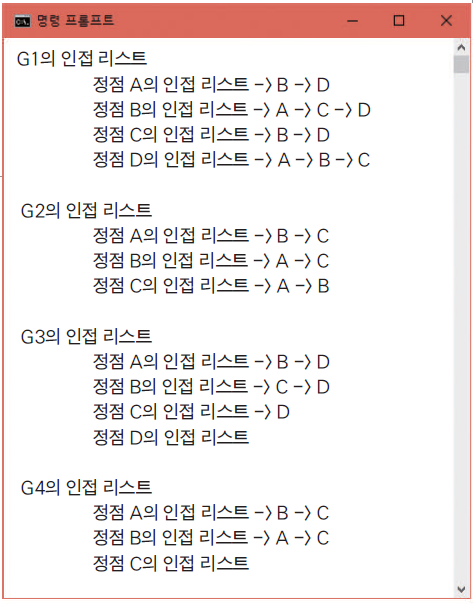 명령 프롬프트
G1의 인접 리스트
정점 A의 인접 리스트 -> B -> D
정점 B의 인접 리스트 -> A -> C -> D
정점 C의 인접 리스트 -> B -> D
정점 D의 인접 리스트 -> A -> B -> C
G2의 인접 리스트
정점 A의 인접 리스트 -> B -> C
정점 B의 인접 리스트 -> A -> C
정점 C의 인접 리스트 -> A -> B
G3의 인접 리스트
정점 A의 인접 리스트 -> B -> D
정점 B의 인접 리스트 -> C -> D
정점 C의 인접 리스트 -> D
정점 D의 인접 리스트
G4의 인접 리스트
정점 A의 인접 리스트 -> B -> C
정점 B의 인접 리스트 -> A -> C
정점 C의 인접 리스트